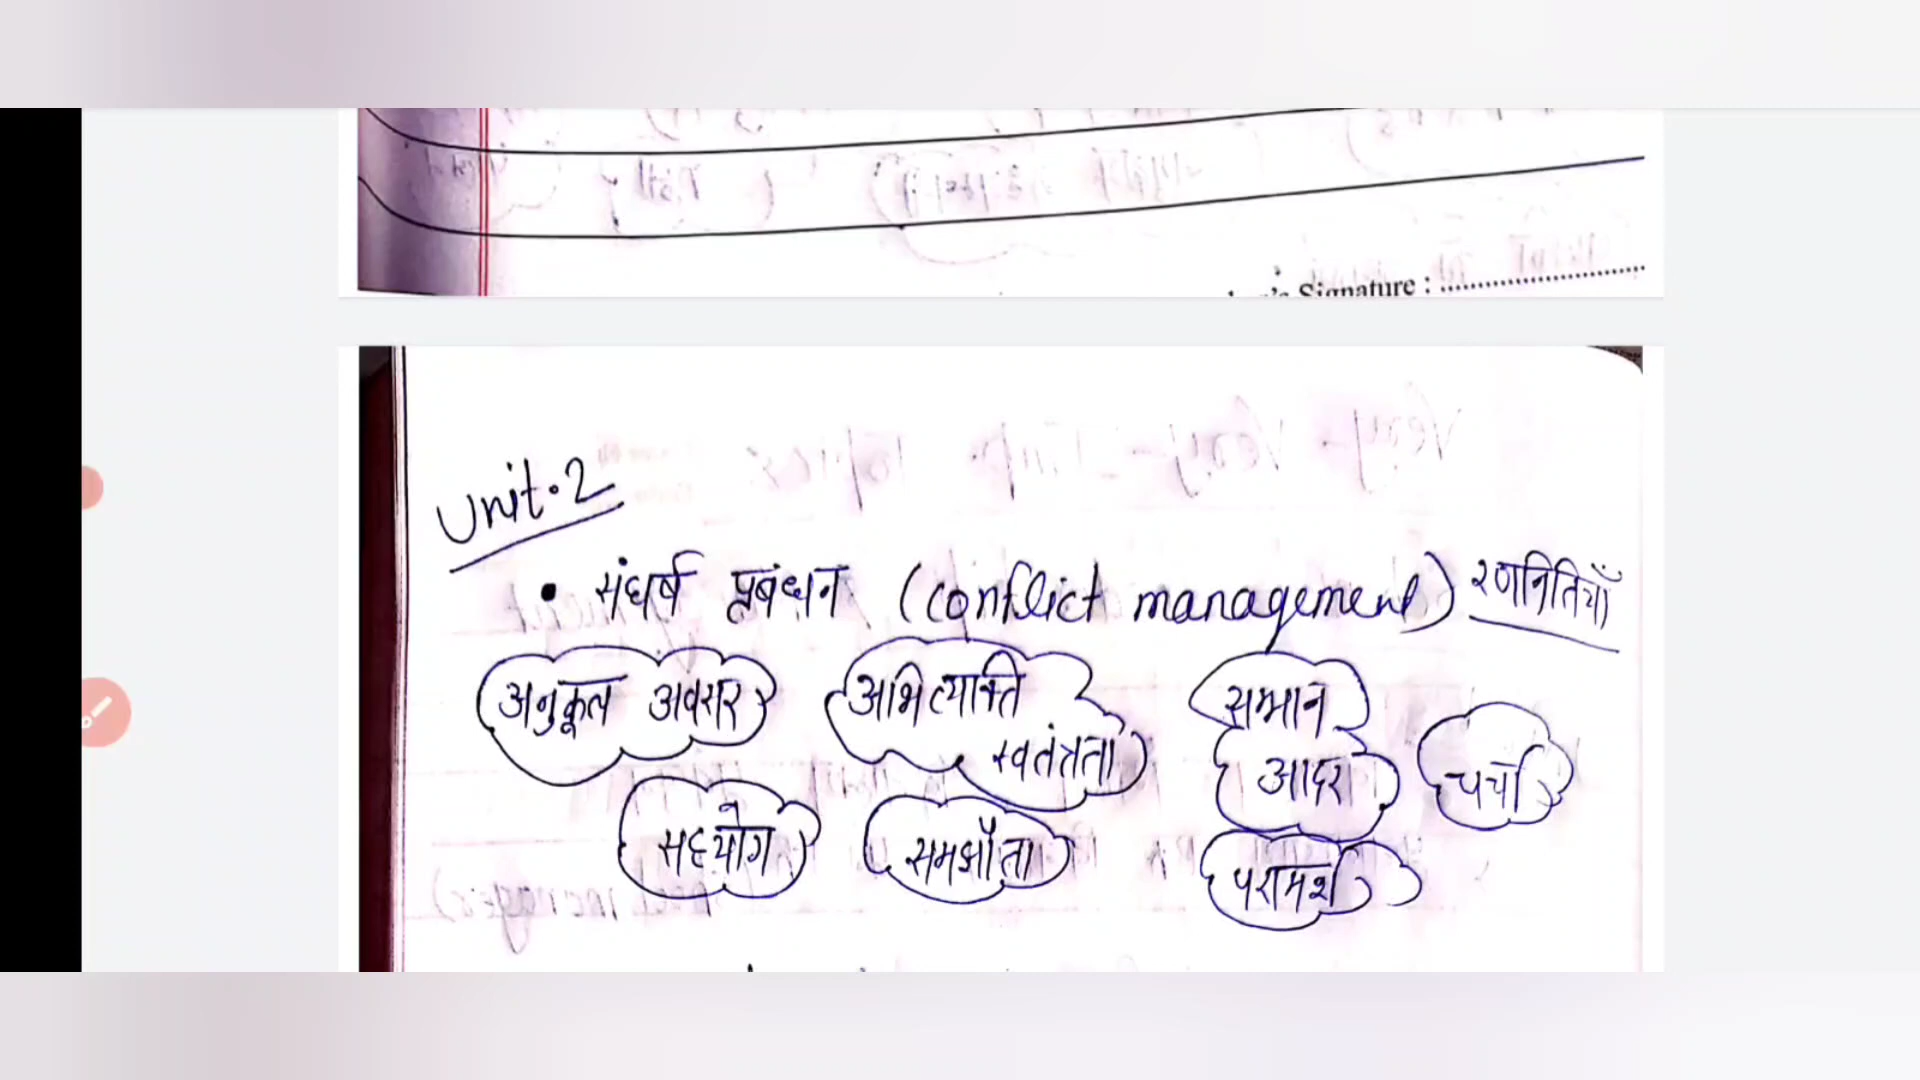 Signature : ....................
Unit.2
• संघर्ष प्रबंधन (conflict management) रणनितियाँ
अनुकूल अवसर
अभिव्यक्ति स्वतंत्रता
समान आदर
चर्चा
सहयोग
समझौता
परामर्श